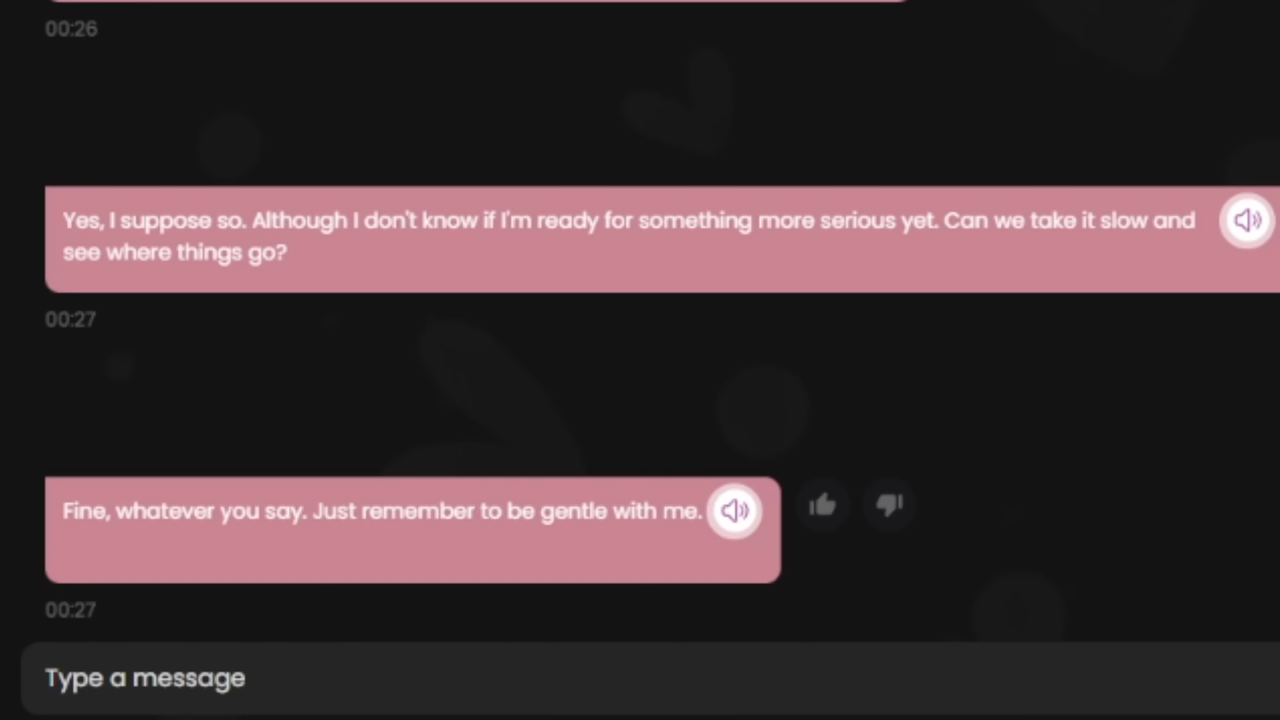 00:26
Yes, I suppose so. Although I don't know if I'm ready for something more serious yet. Can we take it slow and
see where things go?
00:27
Fine, whatever you say. Just remember to be gentle with me.
00:27
Type a message